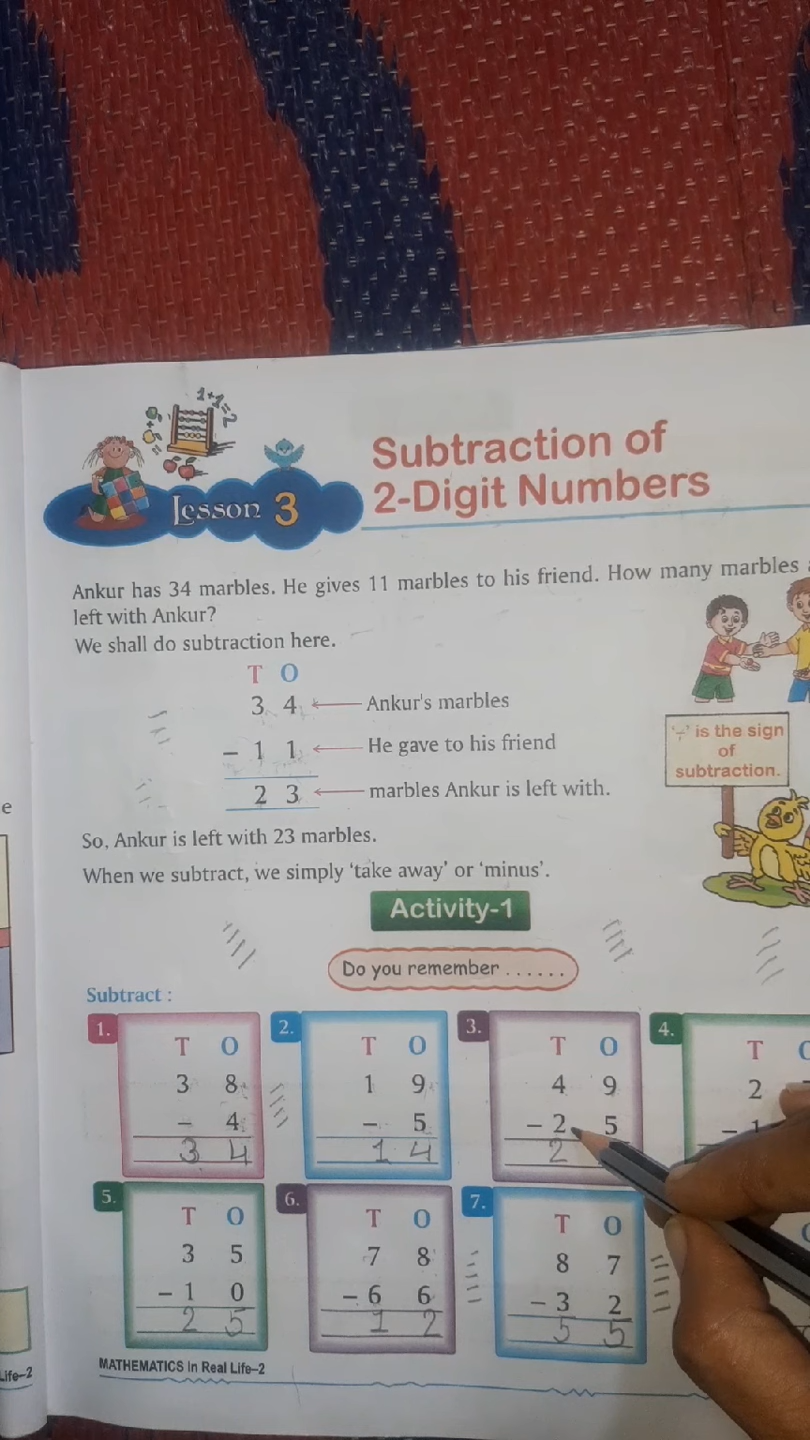 2+1=2
Lesson 3
Subtraction of
2-Digit Numbers
Ankur has 34 marbles. He gives 11 marbles to his friend. How many marbles
left with Ankur?
We shall do subtraction here.
T O
3 4 ← Ankur's marbles
– 1 1 ← He gave to his friend
2 3 ← marbles Ankur is left with.
'–' is the sign
of
subtraction.
So, Ankur is left with 23 marbles.
When we subtract, we simply 'take away' or 'minus'.
Activity-1
Do you remember ......
Subtract :
1.
T O
3 8
– 4
3 4
2.
T O
1 9
– 5
1 4
3.
T O
4 9
– 2 5
2
4.
T
2
– 1
5.
T O
3 5
– 1 0
2 5
6.
T O
7 8
– 6 6
1 2
7.
T O
8 7
– 3 2
5 5
MATHEMATICS in Real Life–2
Life–2